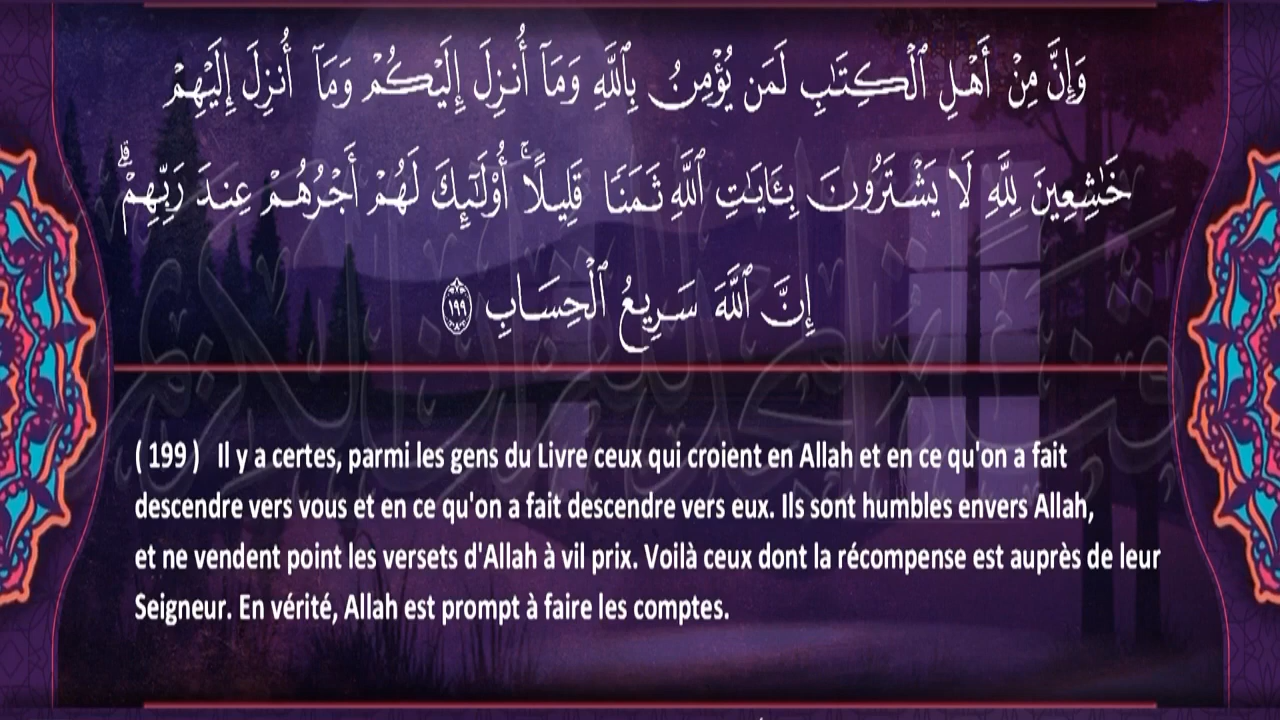 وَإِنَّ مِنْ أَهْلِ ٱلْكِتَٰبِ لَمَن يُؤْمِنُ بِٱللَّهِ وَمَآ أُنزِلَ إِلَيْكُمْ وَمَآ أُنزِلَ إِلَيْهِمْ
خَٰشِعِينَ لِلَّهِ لَا يَشْتَرُونَ بِـَٔايَٰتِ ٱللَّهِ ثَمَنًا قَلِيلًا ۚ أُو۟لَٰٓئِكَ لَهُمْ أَجْرُهُمْ عِندَ رَبِّهِمْ ۗ
إِنَّ ٱللَّهَ سَرِيعُ ٱلْحِسَابِ ١٩٩
( 199 ) Il y a certes, parmi les gens du Livre ceux qui croient en Allah et en ce qu'on a fait
descendre vers vous et en ce qu'on a fait descendre vers eux. Ils sont humbles envers Allah,
et ne vendent point les versets d'Allah à vil prix. Voilà ceux dont la récompense est auprès de leur
Seigneur. En vérité, Allah est prompt à faire les comptes.